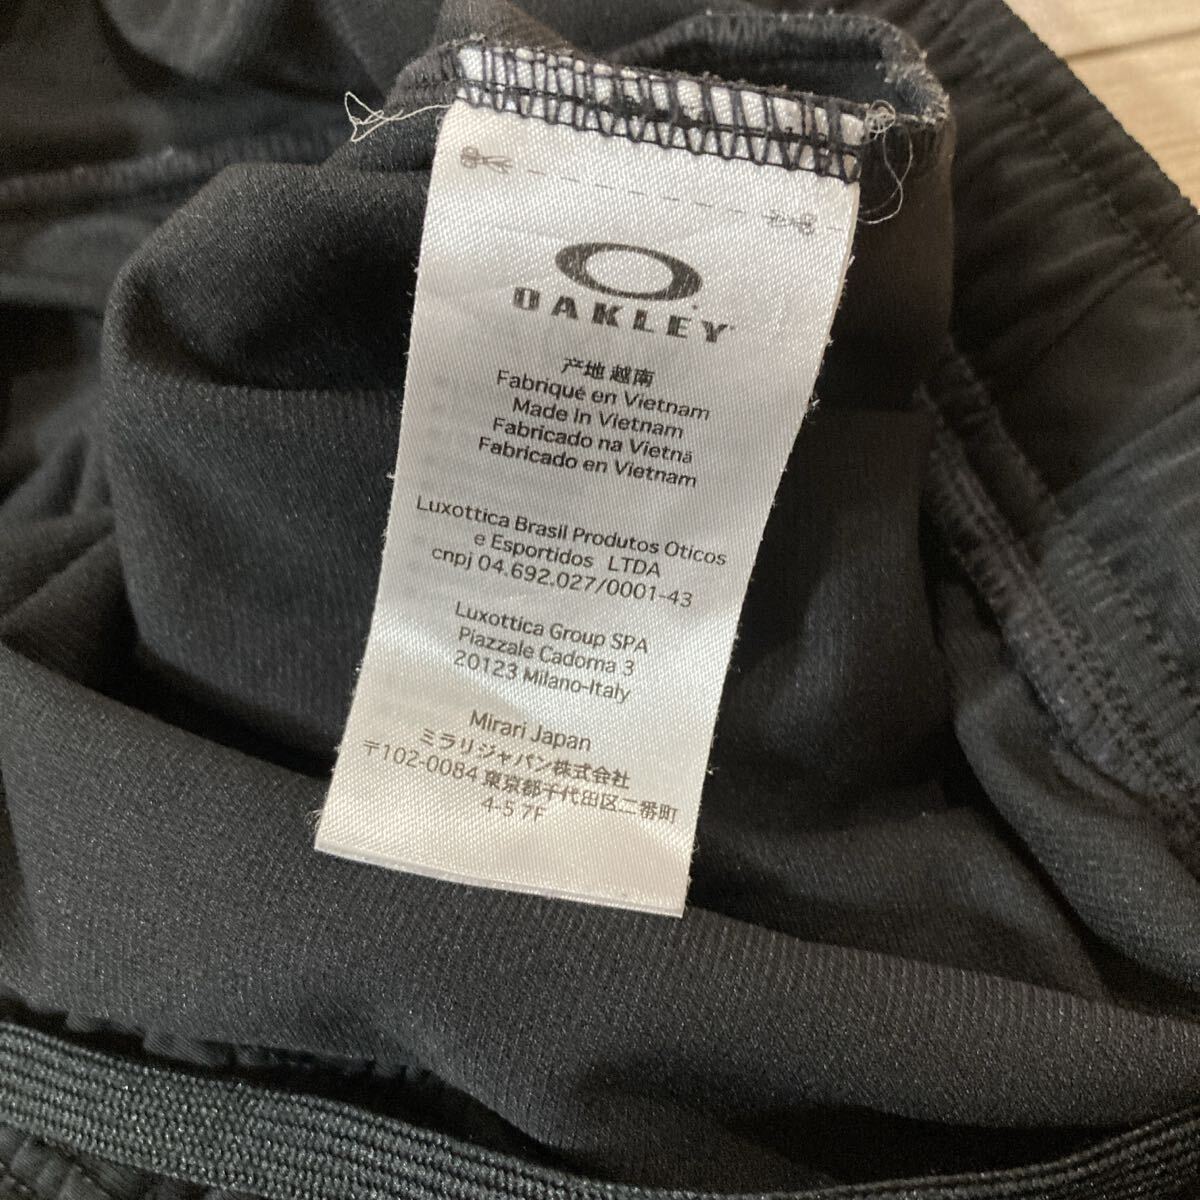 OAKLEY
产地 越南
Fabriqué en Vietnam
Made In Vietnam
Fabricado na Vietnã
Fabricado en Vietnam
Luxottica Brasil Produtos Oticos
e Esportidos LTDA
cnpj 04.692.027/0001-43
Luxottica Group SPA
Piazzale Cadorna 3
20123 Milano-Italy
Mirari Japan
ミラリジャパン株式会社
〒102-0084 東京都千代田区二番町
4-5 7F